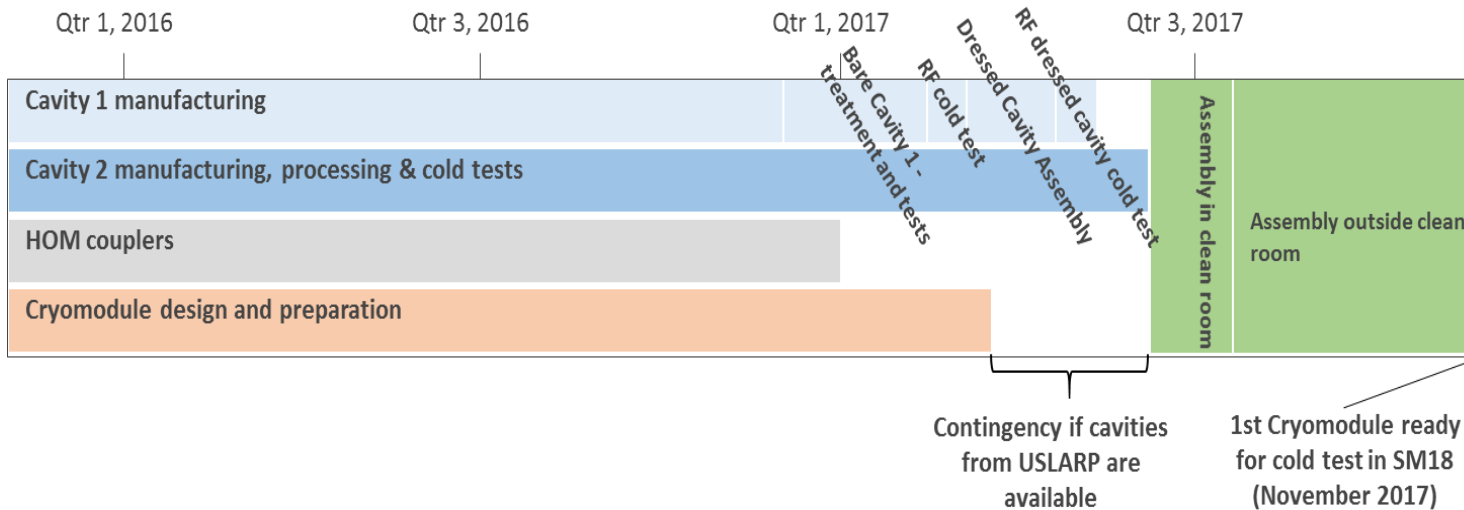 Qtr 1, 2016
Qtr 3, 2016
Qtr 1, 2017
Qtr 3, 2017
Cavity 1 manufacturing
Bare Cavity 1 -
treatment and tests
RF cold test
Dressed Cavity Assembly
RF dressed cavity cold test
Cavity 2 manufacturing, processing & cold tests
HOM couplers
Cryomodule design and preparation
Assembly in clean room
Assembly outside clean
room
Contingency if cavities
from USLARP are
available
1st Cryomodule ready
for cold test in SM18
(November 2017)